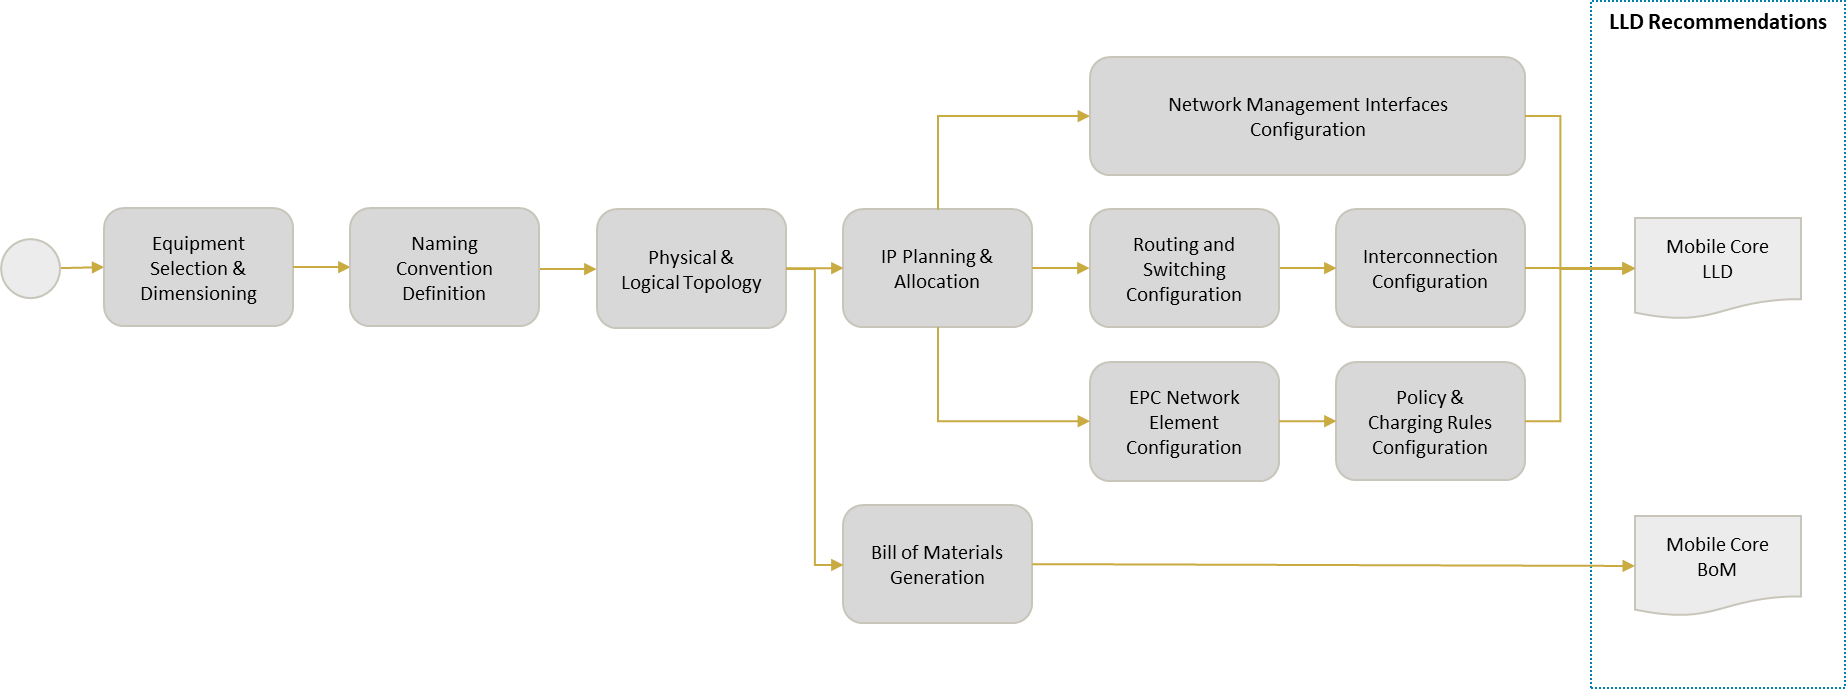 LLD Recommendations
Network Management Interfaces
Configuration
Equipment
Selection &
Dimensioning
Naming
Convention
Definition
Physical &
Logical Topology
IP Planning &
Allocation
Routing and
Switching
Configuration
Interconnection
Configuration
Mobile Core
LLD
EPC Network
Element
Configuration
Policy &
Charging Rules
Configuration
Bill of Materials
Generation
Mobile Core
BoM